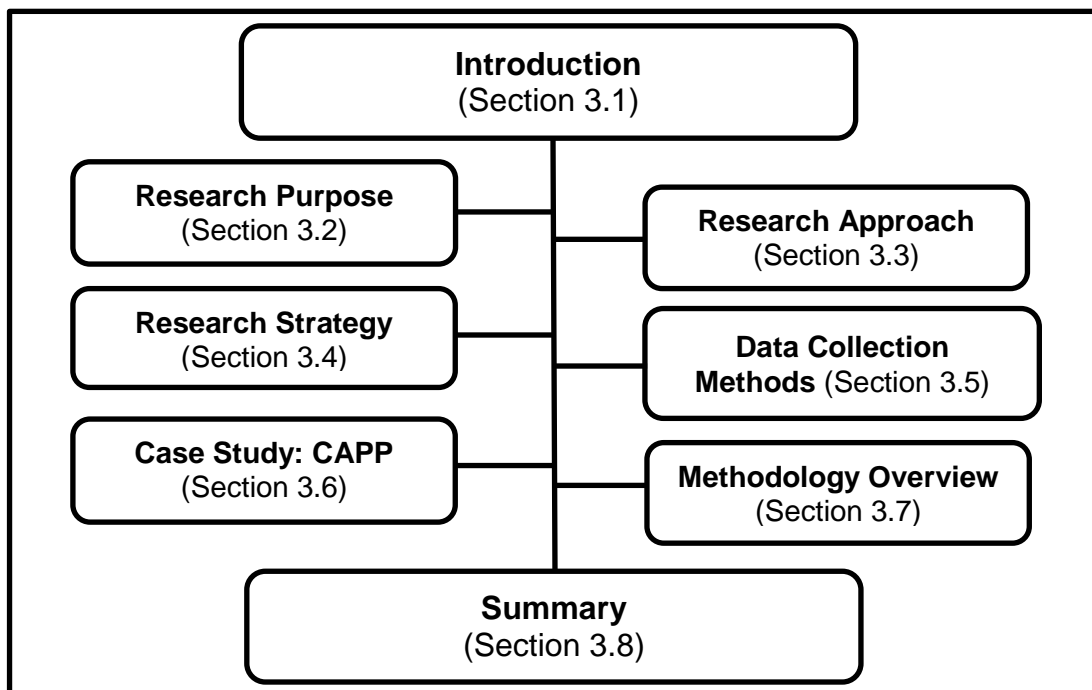 Introduction
(Section 3.1)
Research Purpose
(Section 3.2)
Research Approach
(Section 3.3)
Research Strategy
(Section 3.4)
Data Collection
Methods (Section 3.5)
Case Study: CAPP
(Section 3.6)
Methodology Overview
(Section 3.7)
Summary
(Section 3.8)